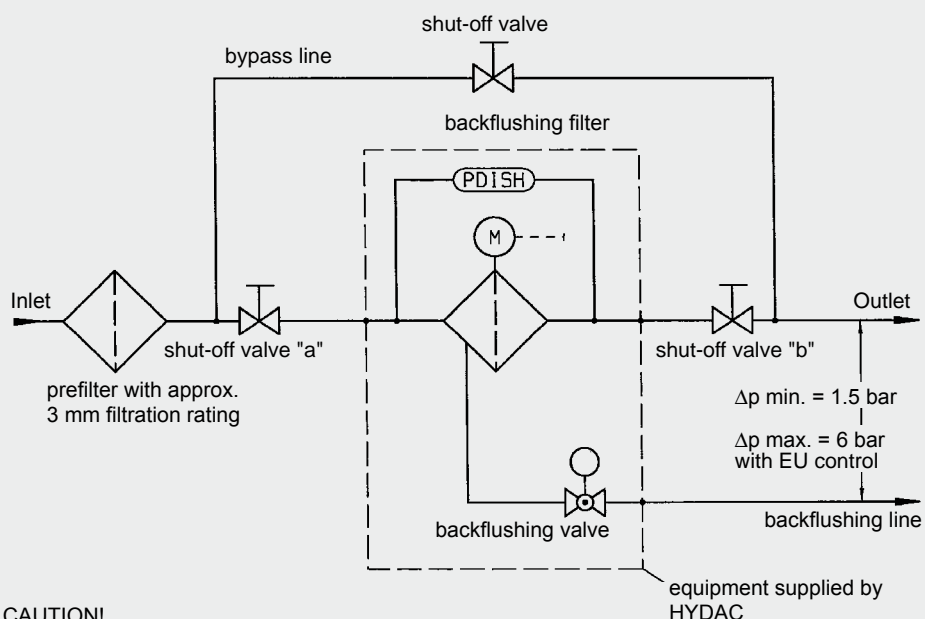 shut-off valve
bypass line
backflushing filter
PDISH
M
Inlet
Outlet
shut-off valve "a"
shut-off valve "b"
prefilter with approx.
3 mm filtration rating
Δp min. = 1.5 bar
Δp max. = 6 bar
with EU control
backflushing valve
backflushing line
equipment supplied by
HYDAC
CAUTION!